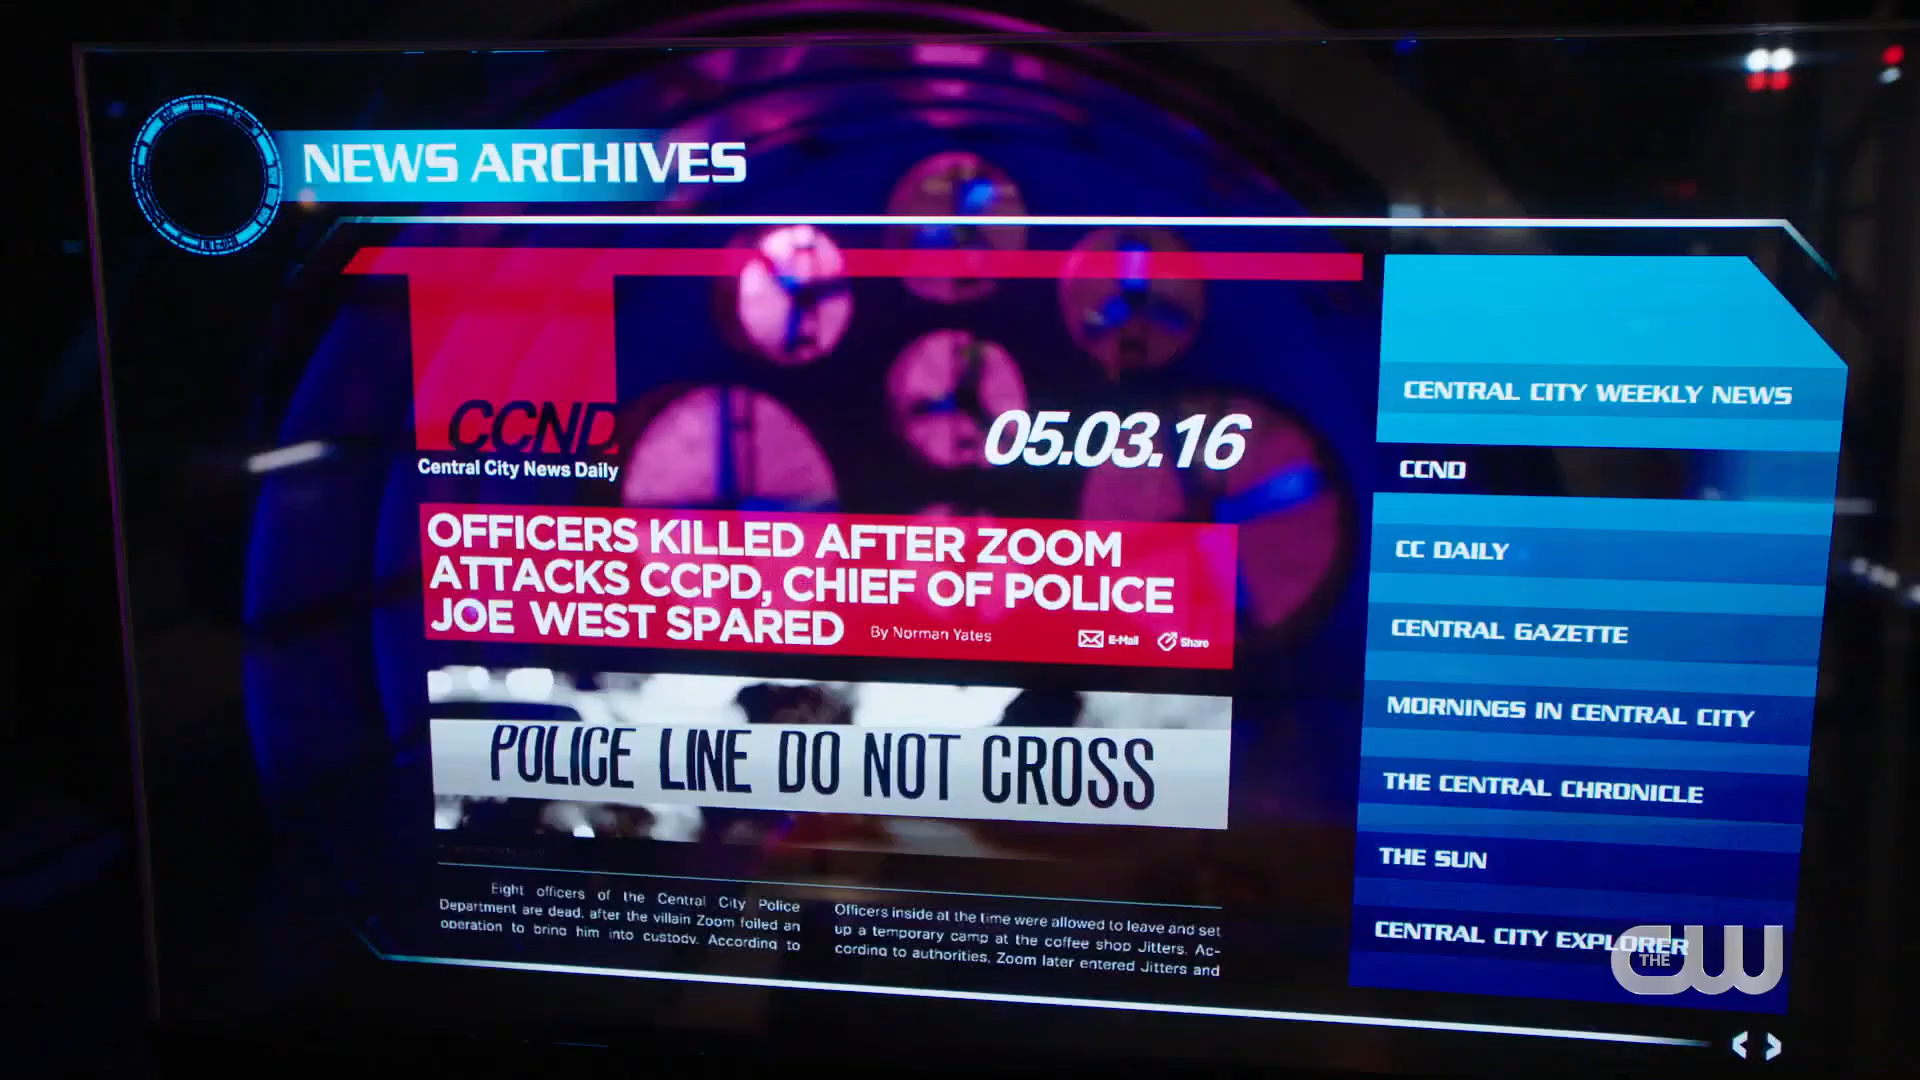 NEWS ARCHIVES
CCND
Central City News Daily
05.03.16
OFFICERS KILLED AFTER ZOOM
ATTACKS CCPD, CHIEF OF POLICE
JOE WEST SPARED
By Norman Yates
E-Mail
Share
POLICE LINE DO NOT CROSS
Eight officers of the Central City Police
Department are dead, after the villain Zoom foiled an
operation to bring him into custody. According to
Officers inside at the time were allowed to leave and set
up a temporary camp at the coffee shop Jitters. Ac-
cording to authorities, Zoom later entered Jitters and
CENTRAL CITY WEEKLY NEWS
CCND
CC DAILY
CENTRAL GAZETTE
MORNINGS IN CENTRAL CITY
THE CENTRAL CHRONICLE
THE SUN
CENTRAL CITY EXPLORER
THE CW